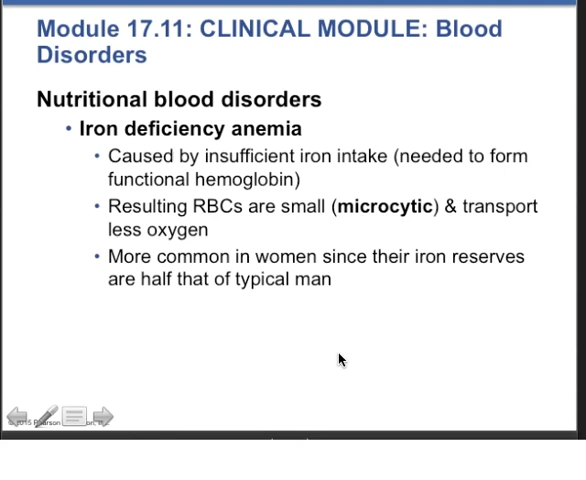 Module 17.11: CLINICAL MODULE: Blood
Disorders
Nutritional blood disorders
• Iron deficiency anemia
• Caused by insufficient iron intake (needed to form
functional hemoglobin)
• Resulting RBCs are small (microcytic) & transport
less oxygen
• More common in women since their iron reserves
are half that of typical man